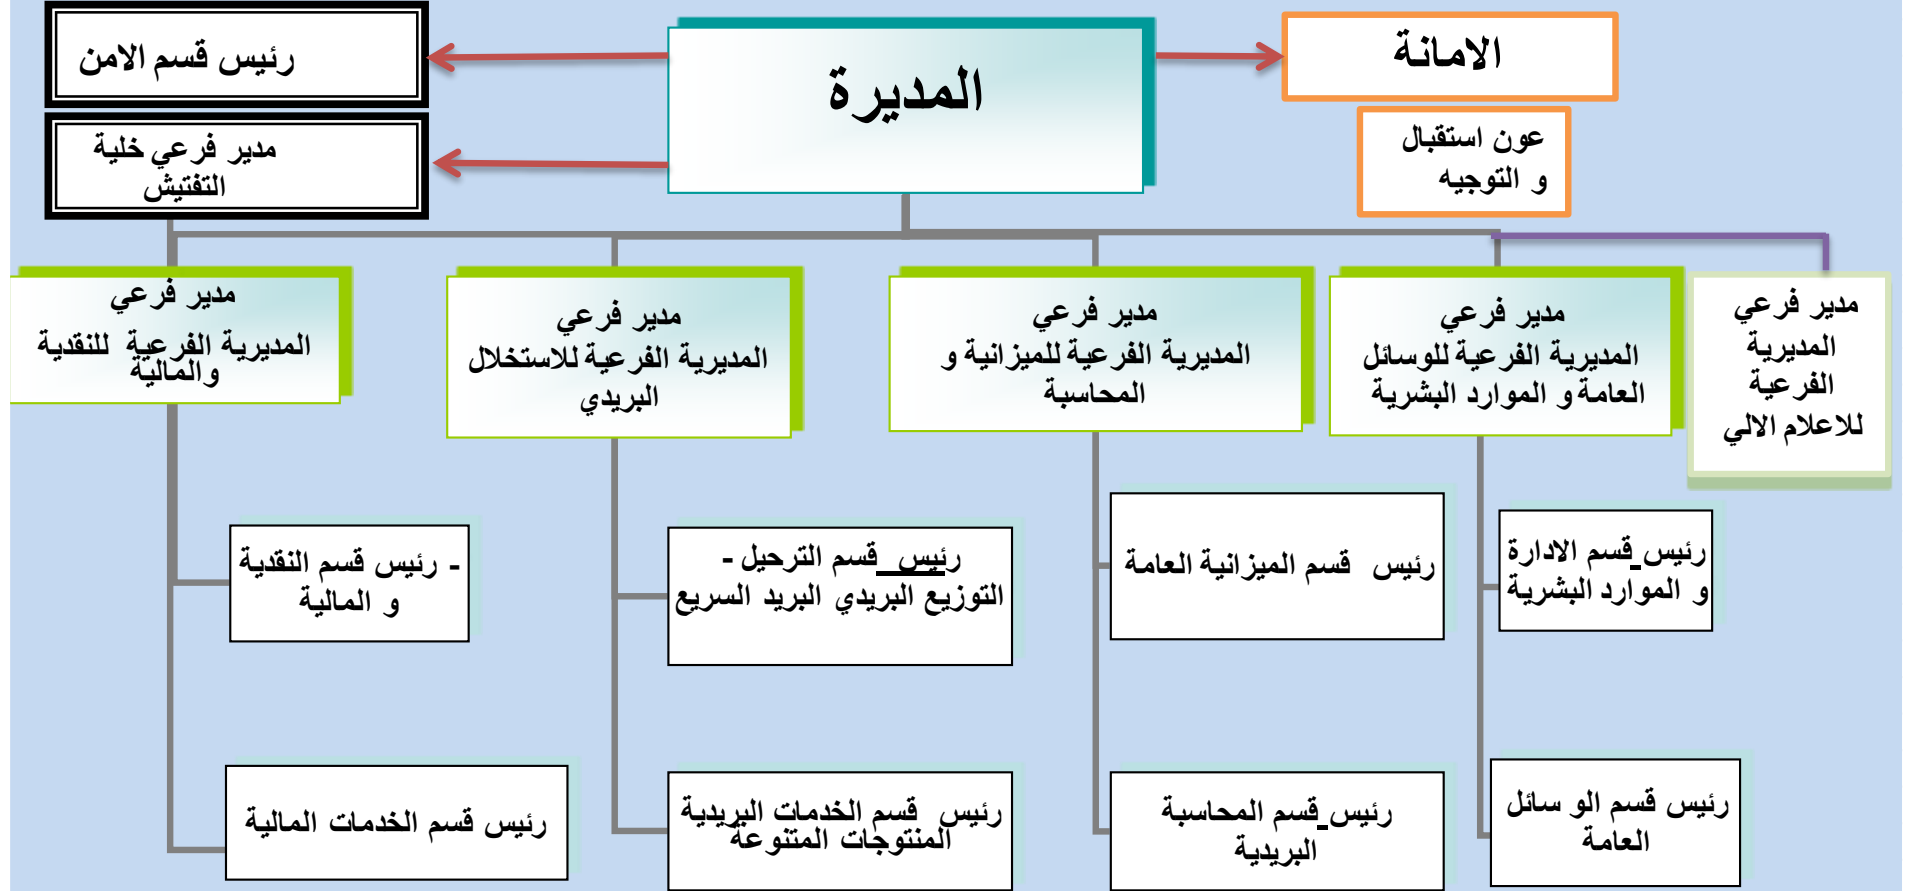 المديرة
الامانة
رئيس قسم الامن
عون استقبال
و التوجيه
مدير فرعي خلية
التفتيش
مدير فرعي
المديرية
الفرعية
للاعلام الالي
مدير فرعي
المديرية الفرعية للوسائل
العامة و الموارد البشرية
مدير فرعي
المديرية الفرعية للميزانية و
المحاسبة
مدير فرعي
المديرية الفرعية للاستخلال
البريدي
مدير فرعي
المديرية الفرعية للنقدية
والمالية
رئيس قسم الادارة
و الموارد البشرية
رئيس قسم الميزانية العامة
رئيس قسم الترحيل -
التوزيع البريدي البريد السريع
- رئيس قسم النقدية
و المالية
رئيس قسم الو سائل
العامة
رئيس قسم المحاسبة
البريدية
رئيس قسم الخدمات البريدية
المنتوجات المتنوعة
رئيس قسم الخدمات المالية